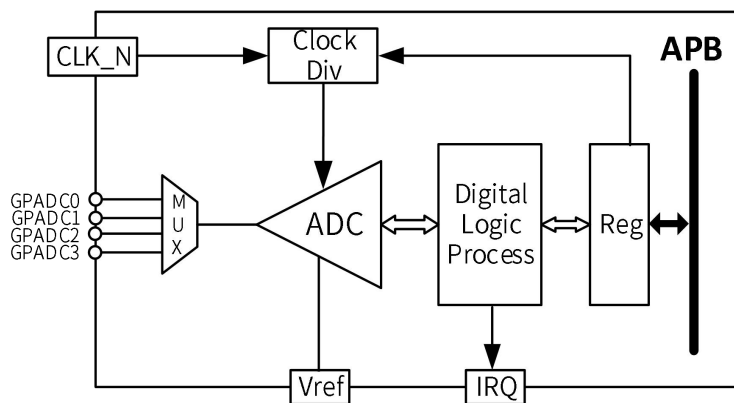 CLK_N
Clock
Div
APB
GPADC0
GPADC1
GPADC2
GPADC3
M
U
X
ADC
Digital
Logic
Process
Reg
Vref
IRQ